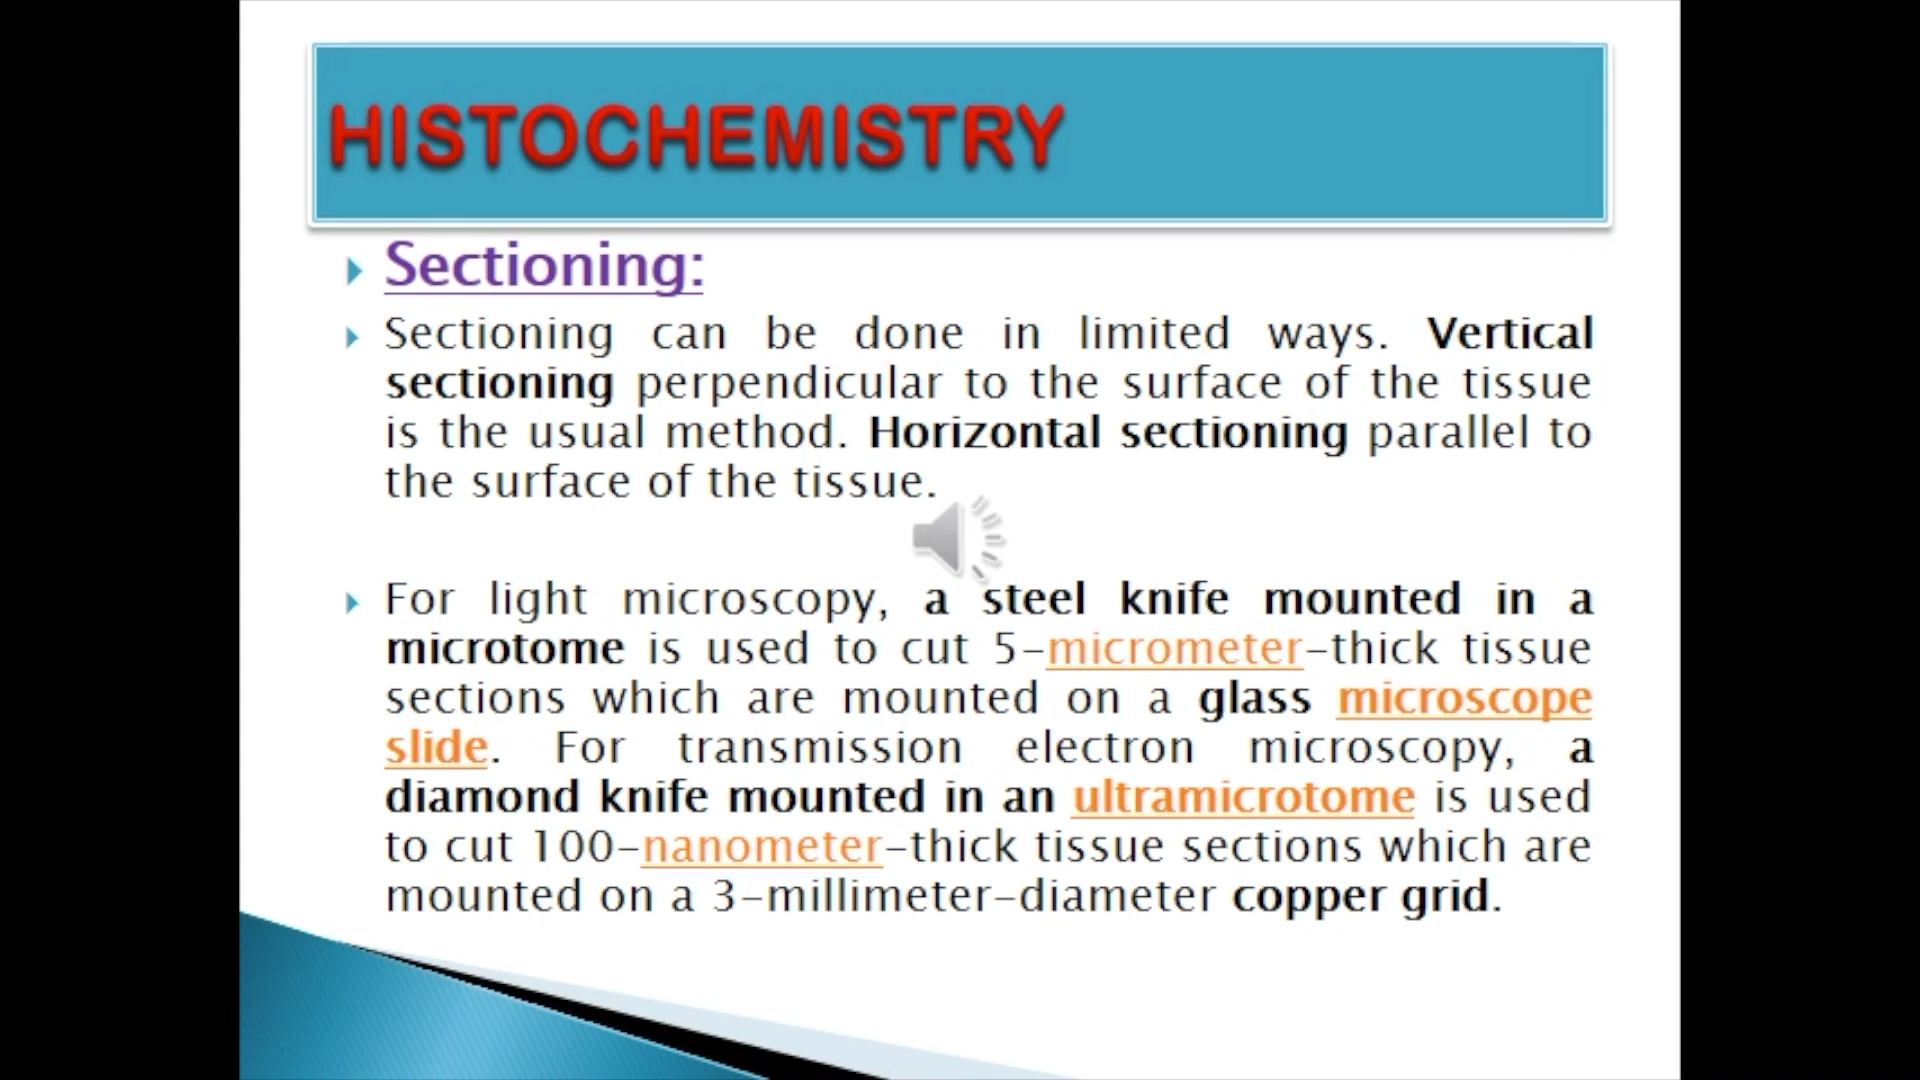 HISTOCHEMISTRY
Sectioning:
Sectioning can be done in limited ways. Vertical
sectioning perpendicular to the surface of the tissue
is the usual method. Horizontal sectioning parallel to
the surface of the tissue.
For light microscopy, a steel knife mounted in a
microtome is used to cut 5-micrometer-thick tissue
sections which are mounted on a glass microscope
slide. For transmission electron microscopy, a
diamond knife mounted in an ultramicrotome is used
to cut 100-nanometer-thick tissue sections which are
mounted on a 3-millimeter-diameter copper grid.